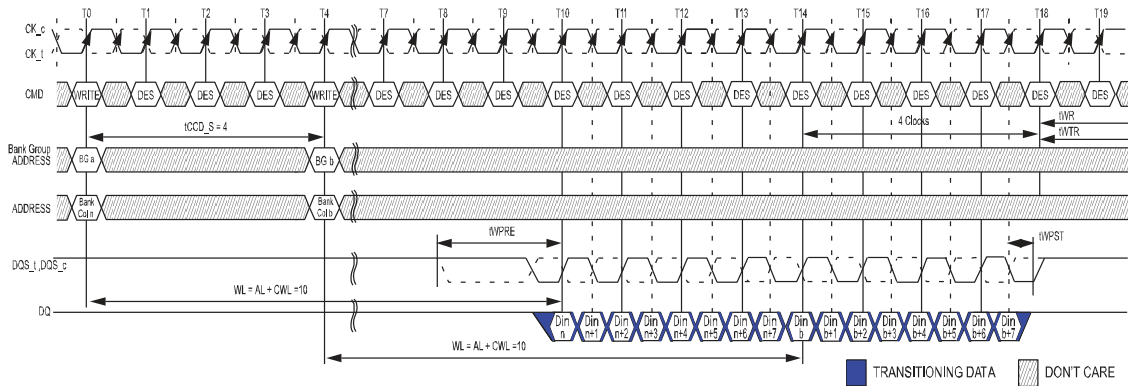 T0 T1 T2 T3 T4 T7 T8 T9 T10 T11 T12 T13 T14 T15 T16 T17 T18 T19
CK_c
CK_t
CMD WRITE DES DES DES WRITE DES DES DES DES DES DES DES DES DES DES DES DES DES
tCCD_S = 4
4 Clocks
tWR
tWTR
Bank Group
ADDRESS
BG a
BG b
ADDRESS
Bank
Col n
Bank
Col b
tWPRE
tWPST
DQS_t ,DQS_c
WL = AL + CWL =10
DQ
Din Din Din Din Din Din Din Din Din Din Din Din Din Din Din Din
n n+1 n+2 n+3 n+4 n+5 n+6 n+7 b b+1 b+2 b+3 b+4 b+5 b+6 b+7
WL = AL + CWL =10
TRANSITIONING DATA
DON'T CARE